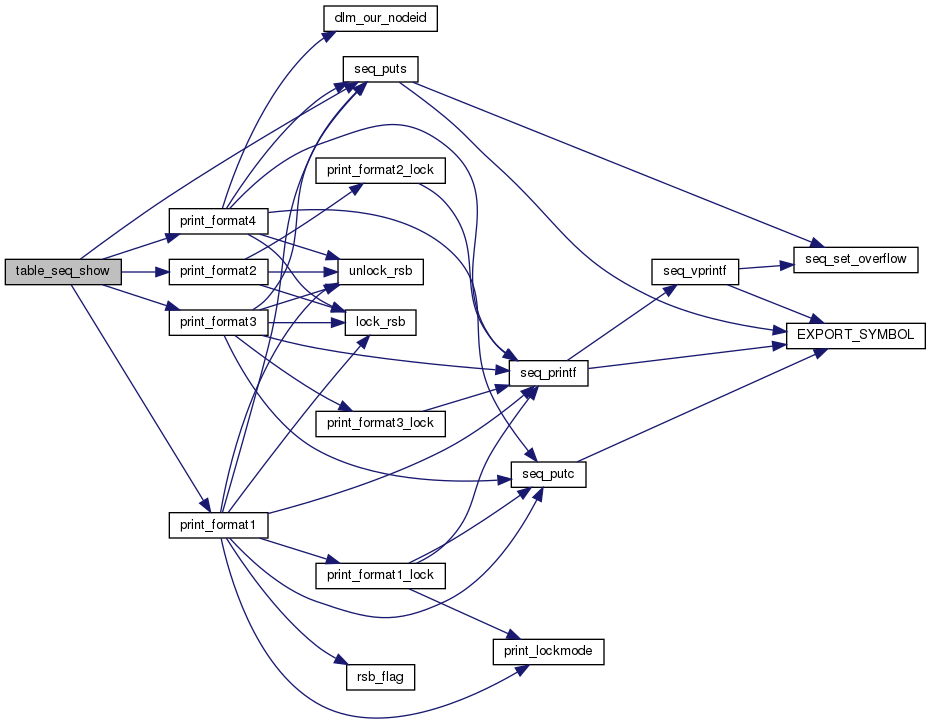 dlm_our_nodeid
seq_puts
print_format2_lock
print_format4
seq_set_overflow
table_seq_show
print_format2
unlock_rsb
seq_vprintf
print_format3
lock_rsb
EXPORT_SYMBOL
seq_printf
print_format3_lock
seq_putc
print_format1
print_format1_lock
print_lockmode
rsb_flag